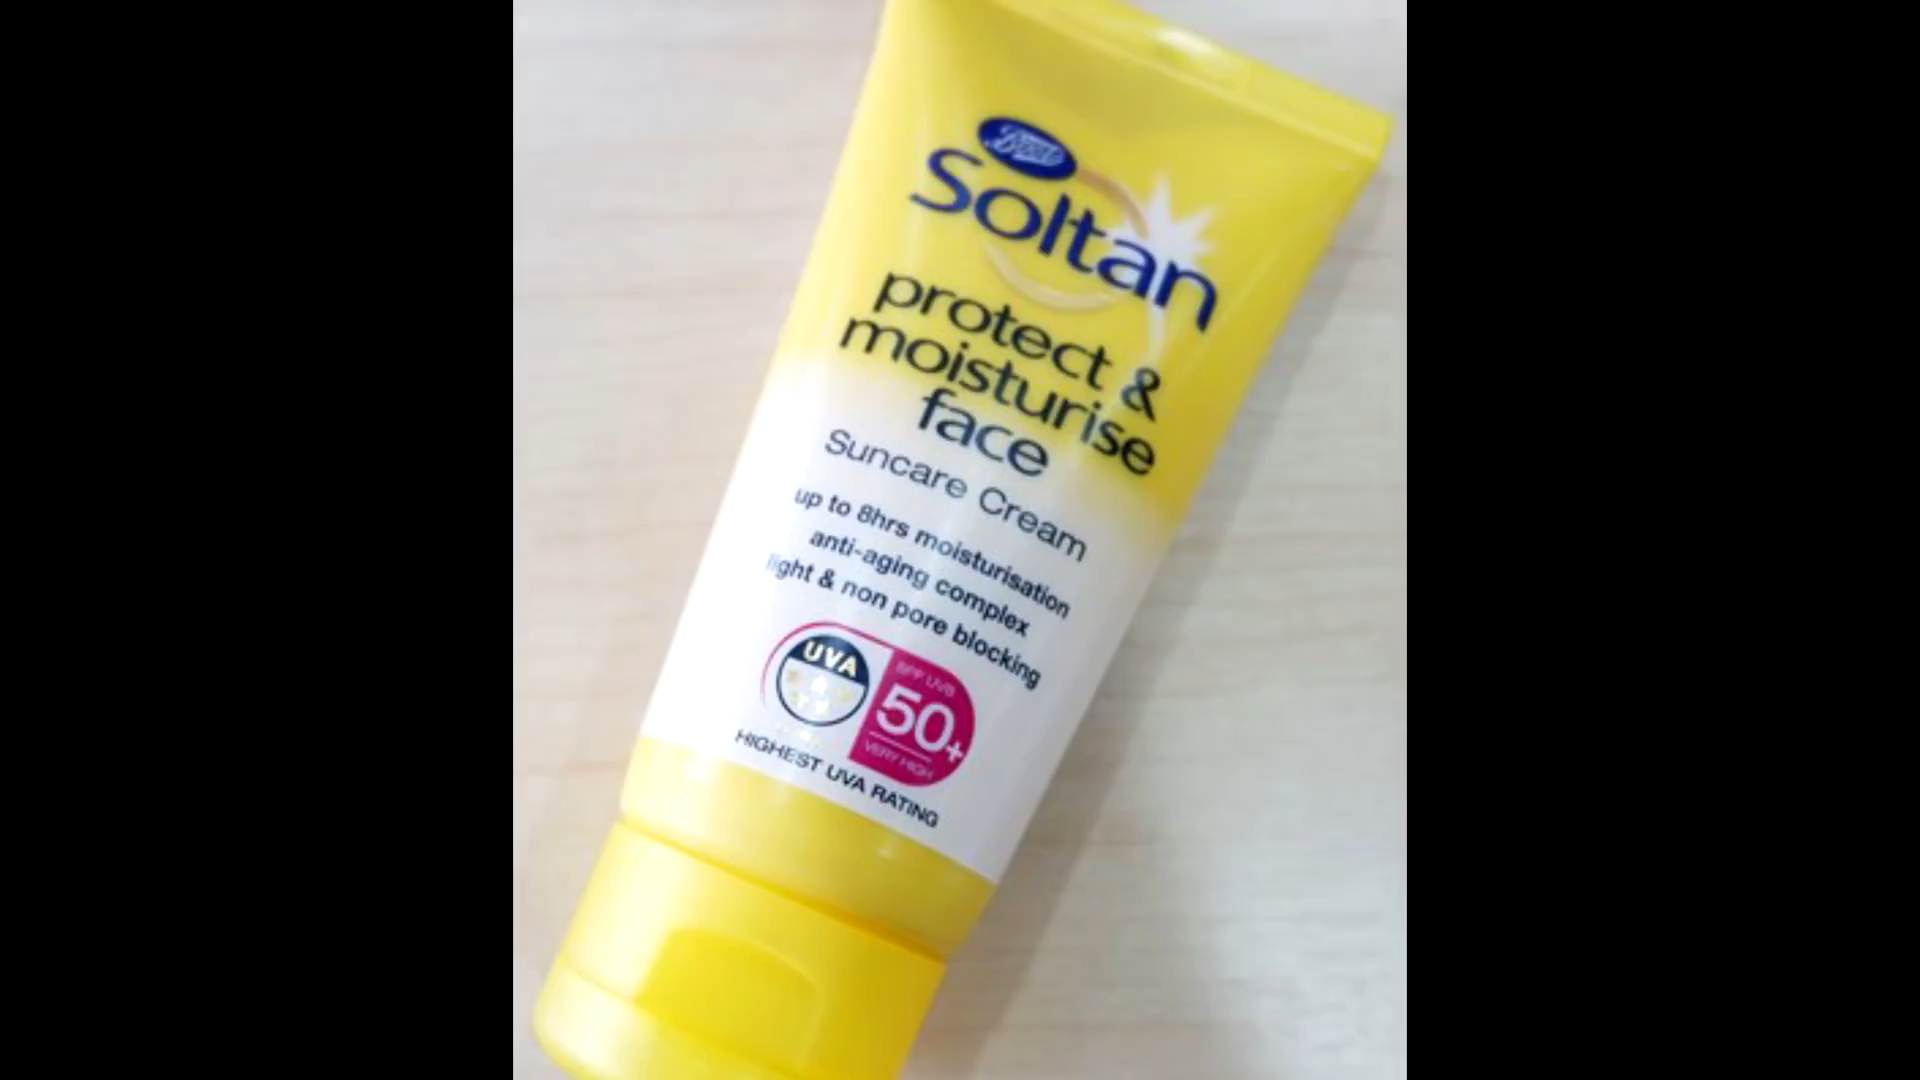 Boots
Soltan
protect &
moisturise
face
Suncare Cream
up to 8hrs moisturisation
anti-aging complex
light & non pore blocking
UVA
SPF UVB
50+
VERY HIGH
HIGHEST UVA RATING